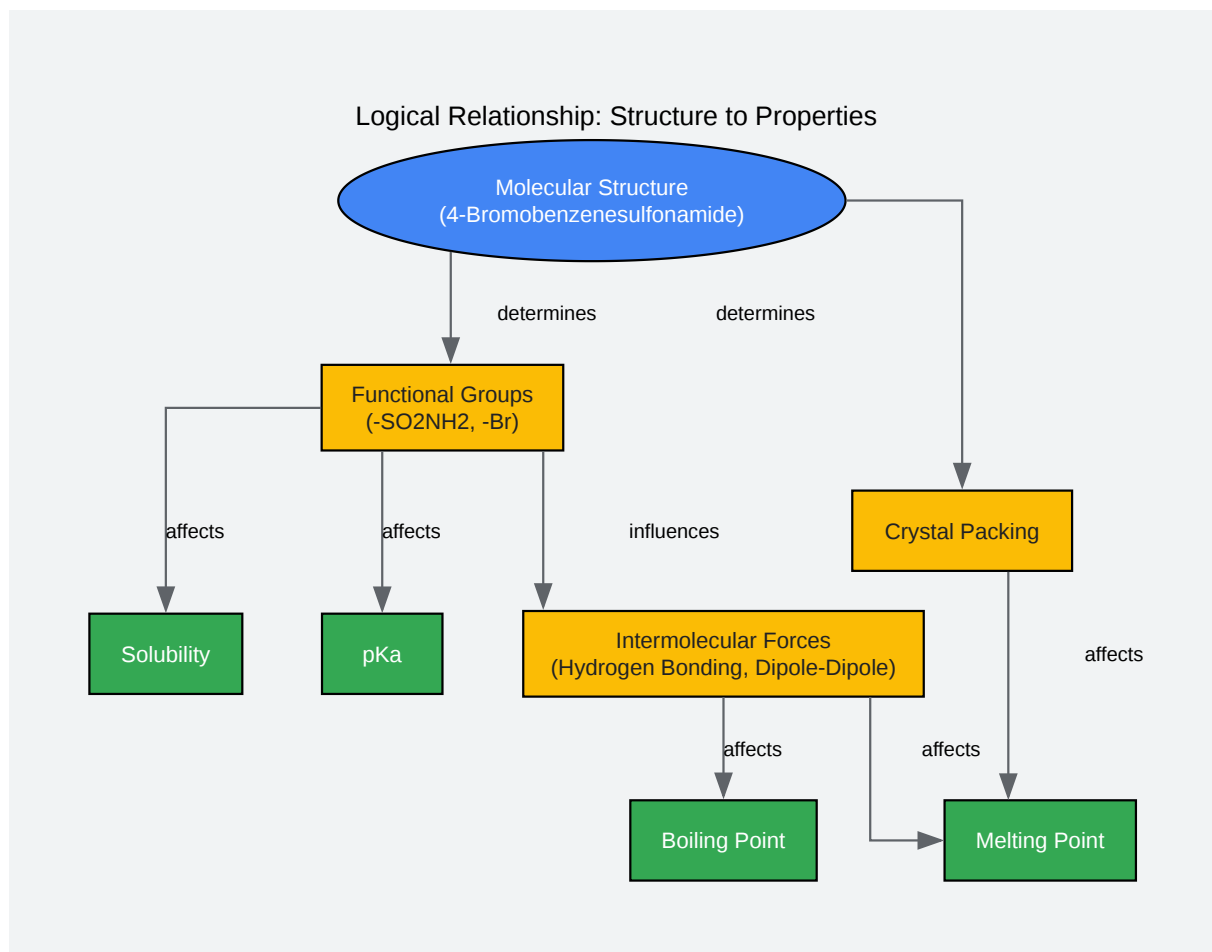 Logical Relationship: Structure to Properties
Molecular Structure
(4-Bromobenzenesulfonamide)
determines
determines
Functional Groups
(-SO2NH2, -Br)
affects
affects
influences
Crystal Packing
Solubility
pKa
Intermolecular Forces
(Hydrogen Bonding, Dipole-Dipole)
affects
affects
affects
Boiling Point
Melting Point